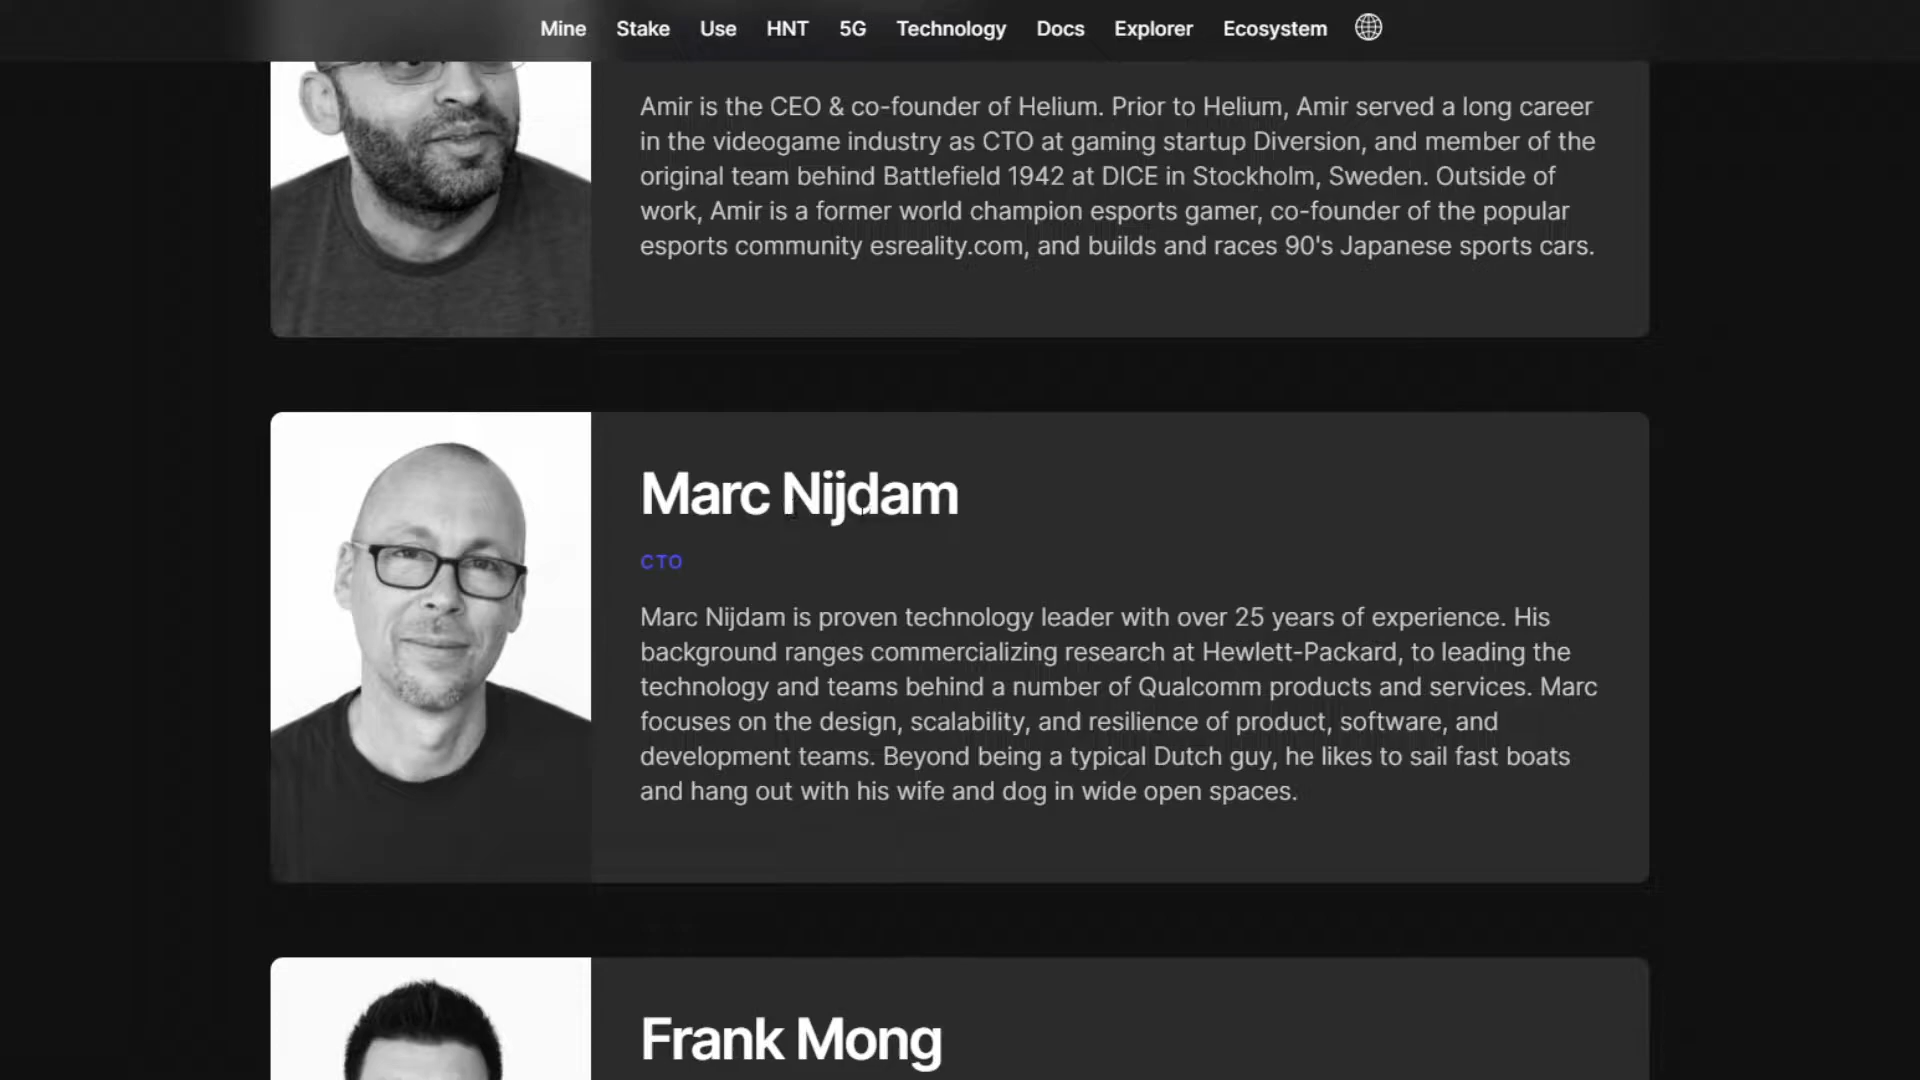 Mine Stake Use HNT 5G Technology Docs Explorer Ecosystem
Amir is the CEO & co-founder of Helium. Prior to Helium, Amir served a long career
in the videogame industry as CTO at gaming startup Diversion, and member of the
original team behind Battlefield 1942 at DICE in Stockholm, Sweden. Outside of
work, Amir is a former world champion esports gamer, co-founder of the popular
esports community esreality.com, and builds and races 90's Japanese sports cars.
Marc Nijdam
CTO
Marc Nijdam is proven technology leader with over 25 years of experience. His
background ranges commercializing research at Hewlett-Packard, to leading the
technology and teams behind a number of Qualcomm products and services. Marc
focuses on the design, scalability, and resilience of product, software, and
development teams. Beyond being a typical Dutch guy, he likes to sail fast boats
and hang out with his wife and dog in wide open spaces.
Frank Mong